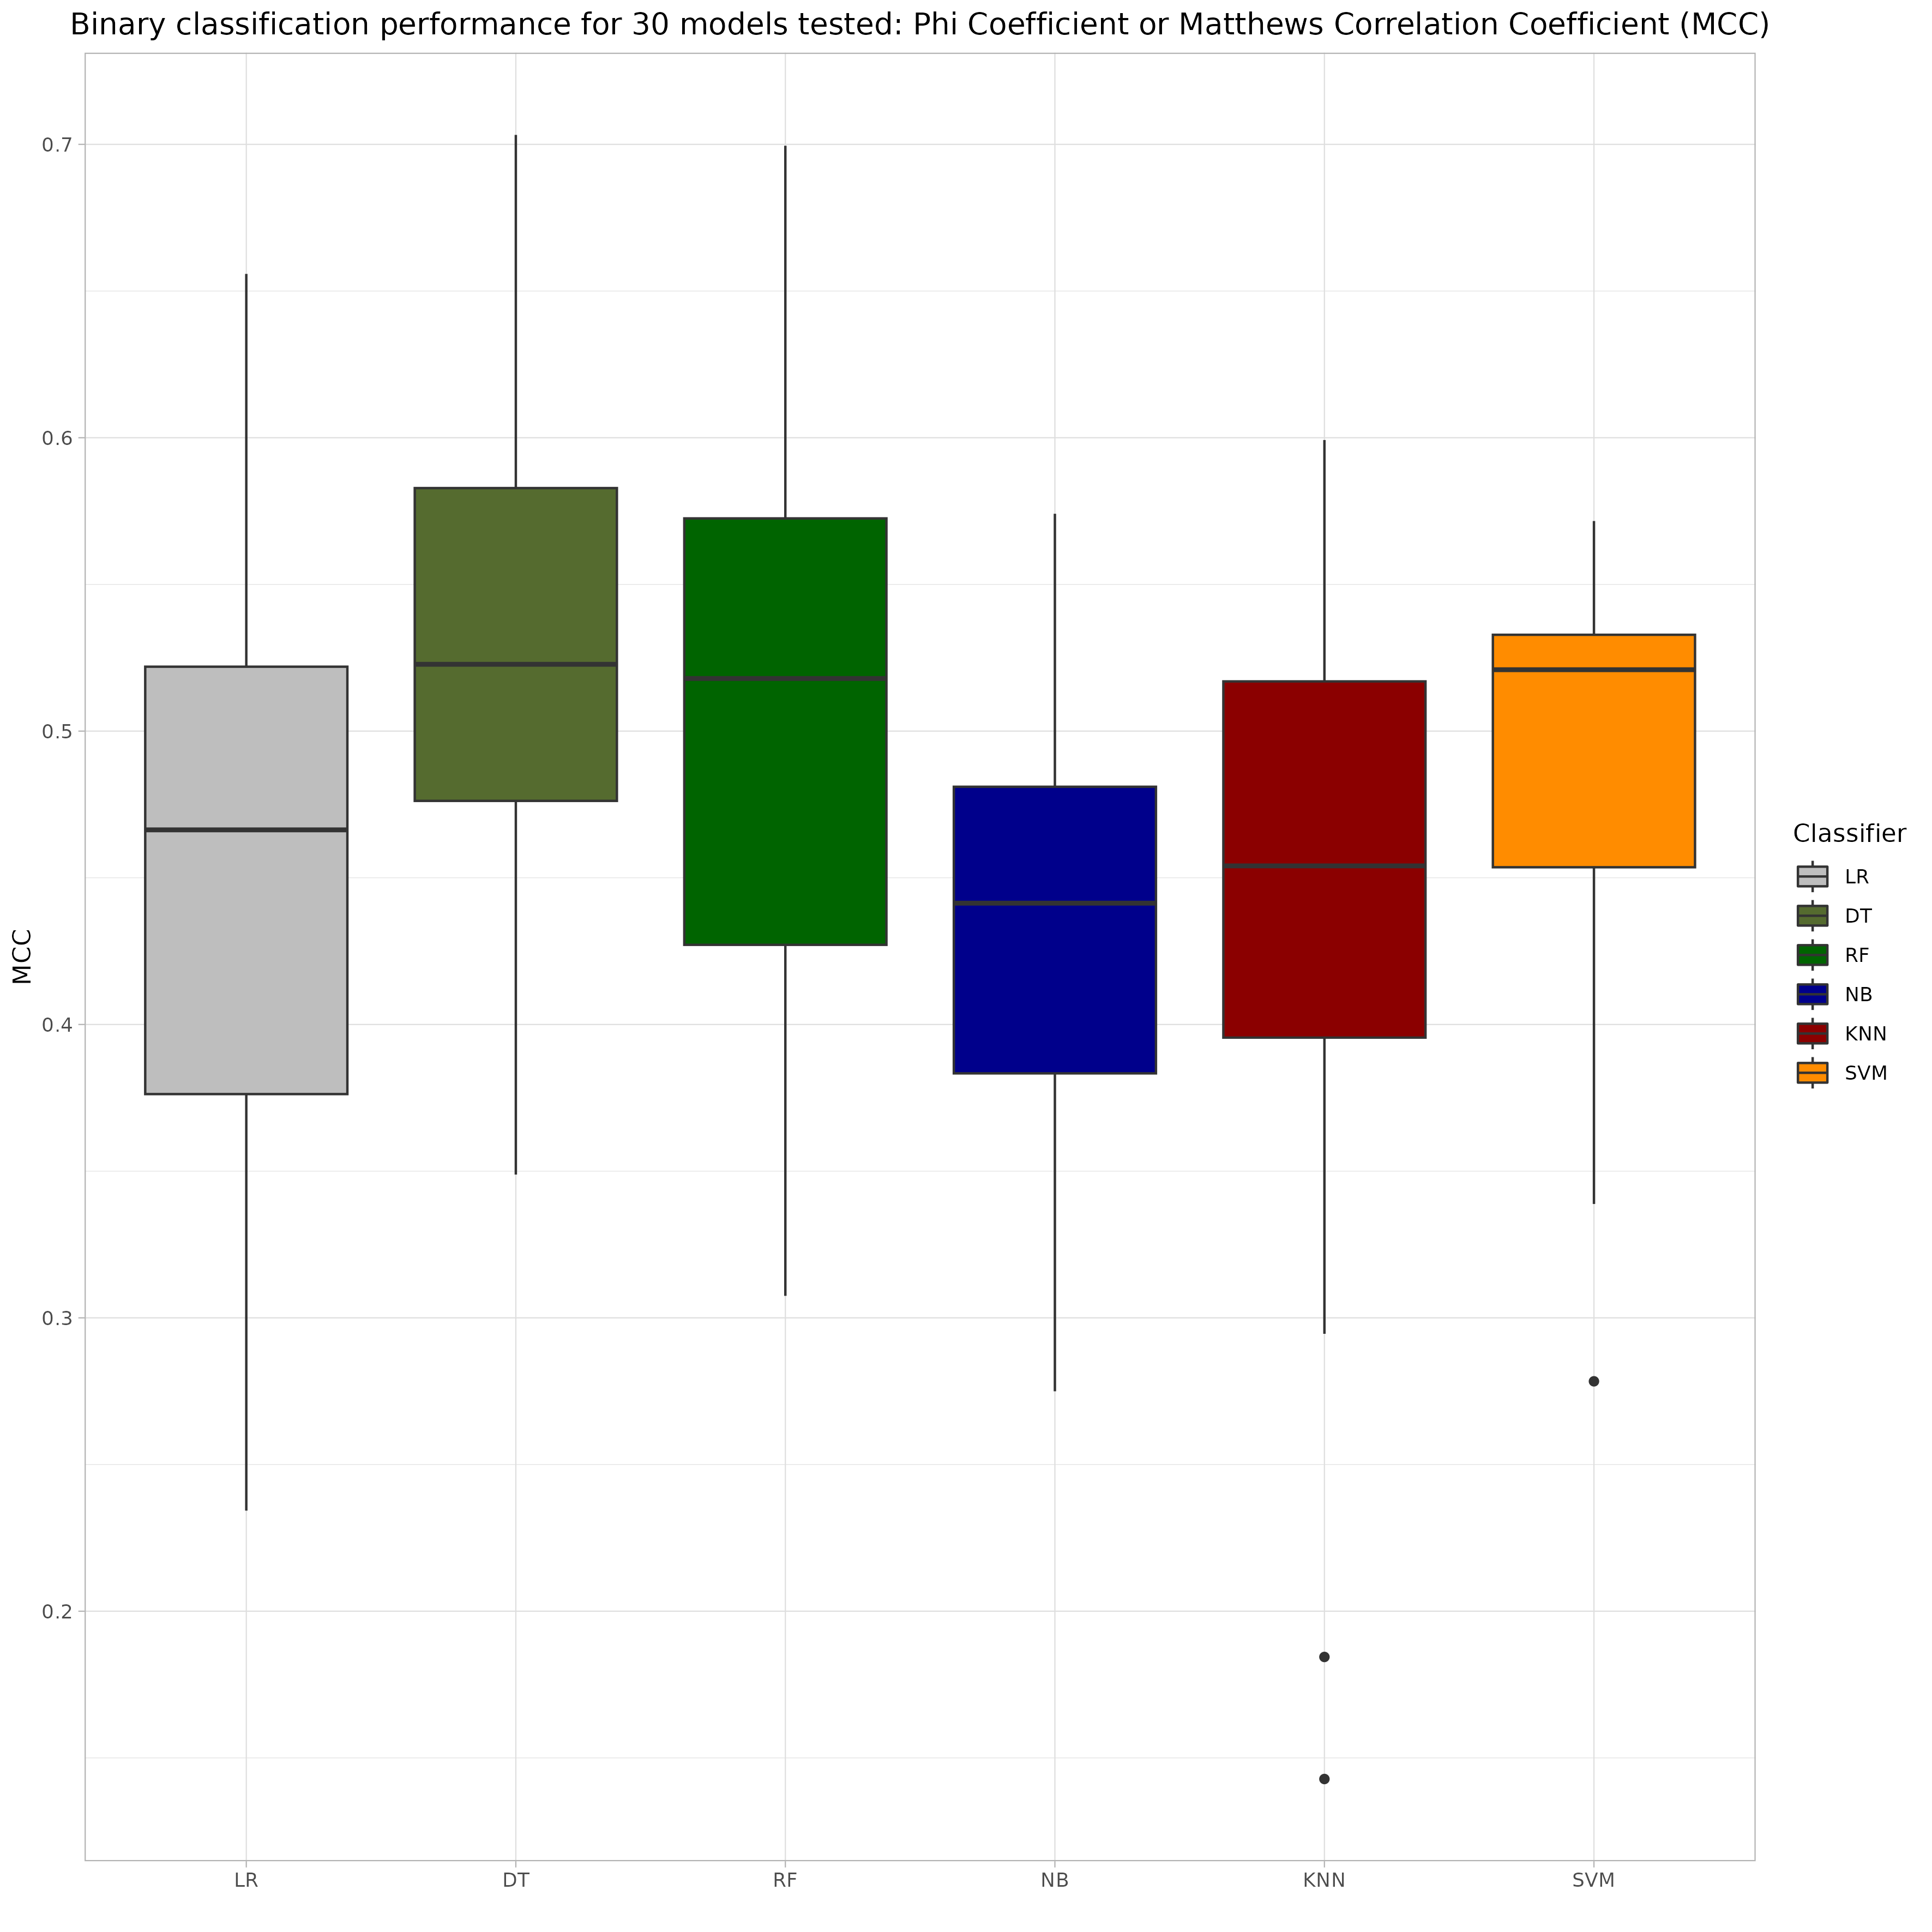 Binary classification performance for 30 models tested: Phi Coefficient or Matthews Correlation Coefficient (MCC)
0.7
0.6
0.5
0.4
0.3
0.2
MCC
LR
DT
RF
NB
KNN
SVM
Classifier
LR
DT
RF
NB
KNN
SVM